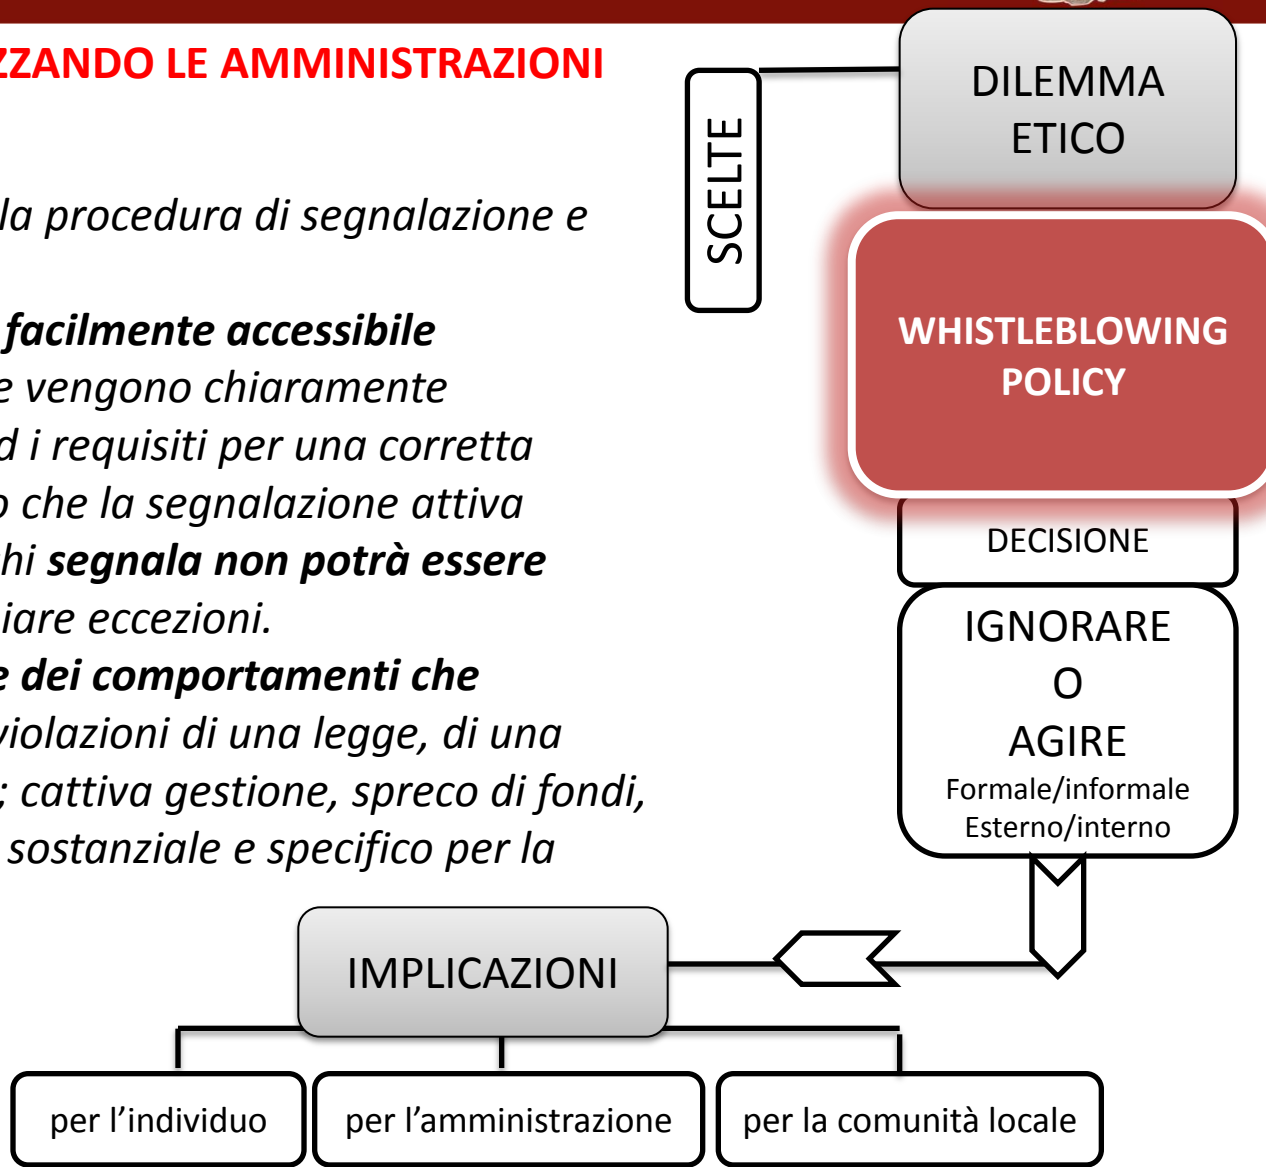 ZZANDO LE AMMINISTRAZIONI
la procedura di segnalazione e
facilmente accessibile
e vengono chiaramente
d i requisiti per una corretta
o che la segnalazione attiva
chi segnala non potrà essere
iare eccezioni.
e dei comportamenti che
violazioni di una legge, di una
; cattiva gestione, spreco di fondi,
sostanziale e specifico per la
SCELTE
DILEMMA
ETICO
WHISTLEBLOWING
POLICY
DECISIONE
IGNORARE
O
AGIRE
Formale/informale
Esterno/interno
IMPLICAZIONI
per l’individuo
per l’amministrazione
per la comunità locale